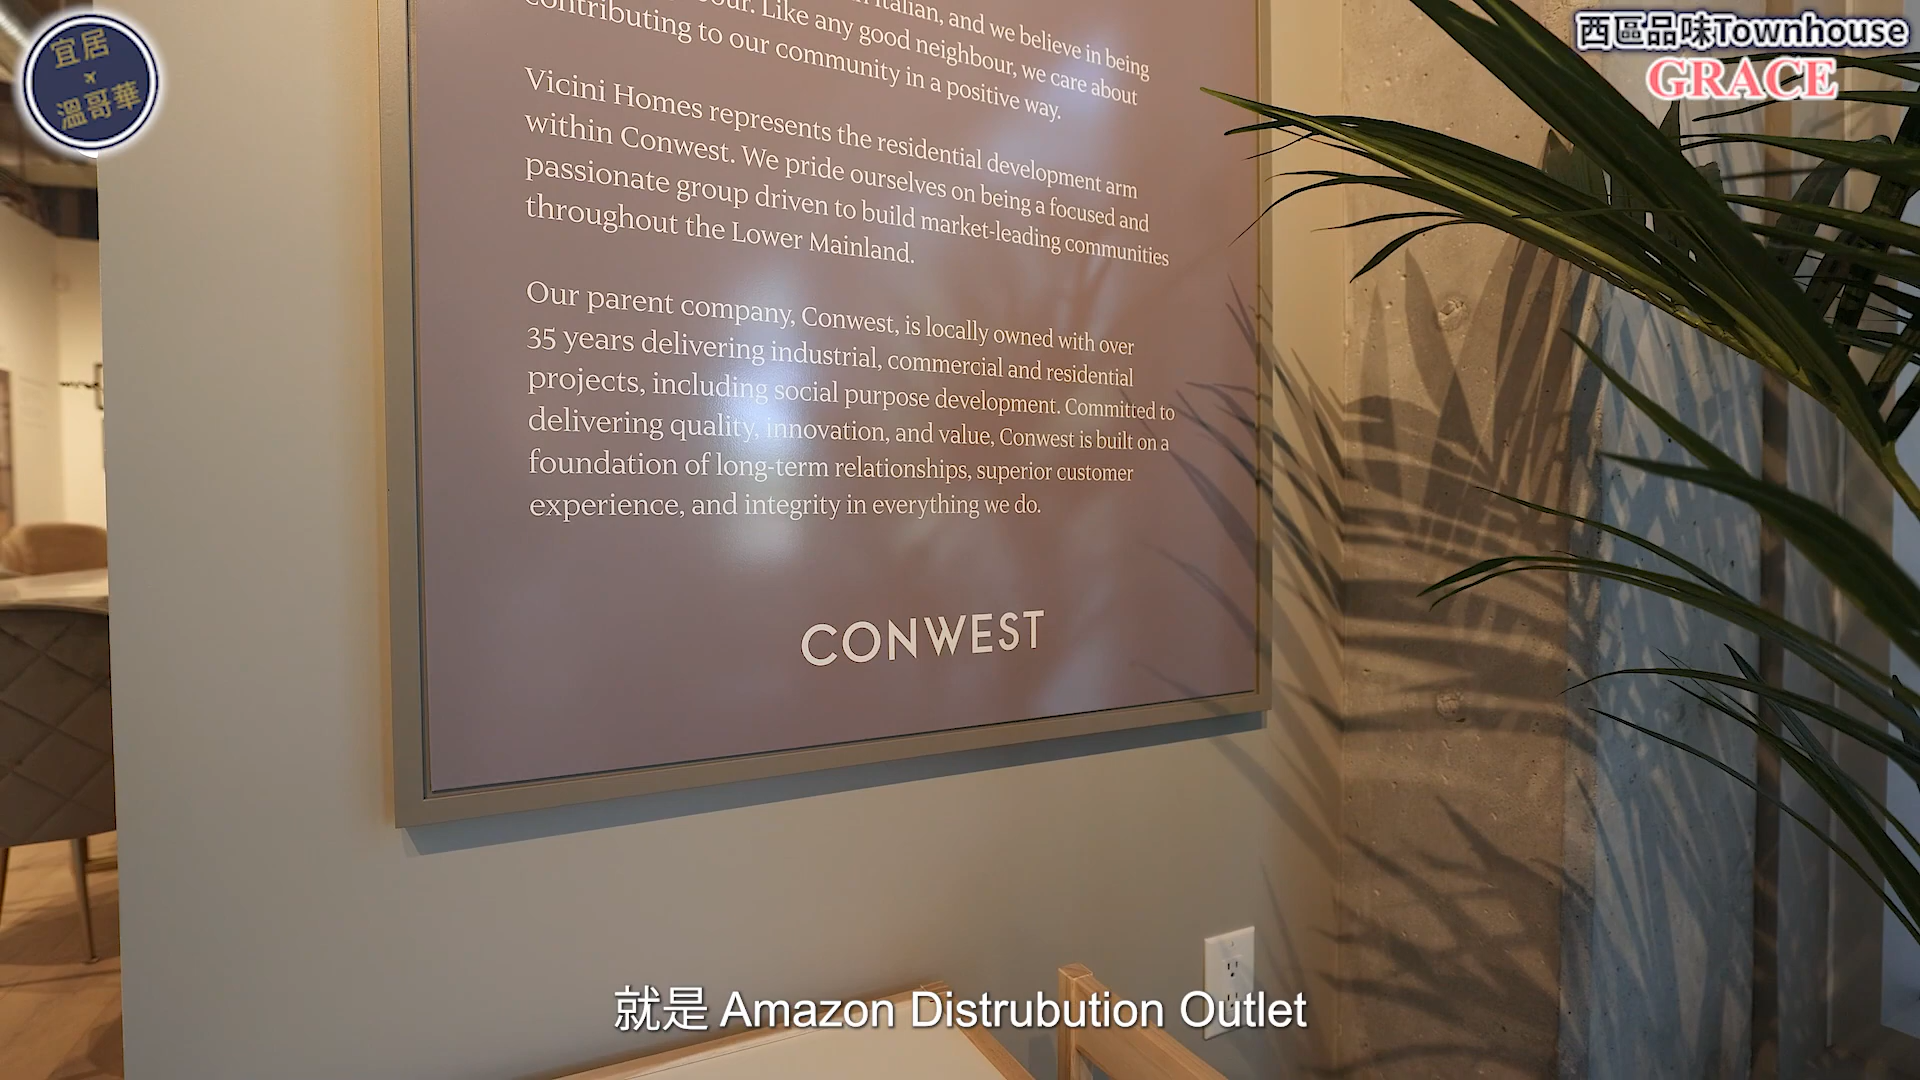 宜居
溫哥華
西區品味Townhouse
GRACE
Italian, and we believe in being
Like any good neighbour, we care about
contributing to our community in a positive way.
Vicini Homes represents the residential development arm
within Conwest. We pride ourselves on being a focused and
passionate group driven to build market-leading communities
throughout the Lower Mainland.
Our parent company, Conwest, is locally owned with over
35 years delivering industrial, commercial and residential
projects, including social purpose development. Committed to
delivering quality, innovation, and value, Conwest is built on a
foundation of long-term relationships, superior customer
experience, and integrity in everything we do.
CONWEST
就是 Amazon Distrubution Outlet